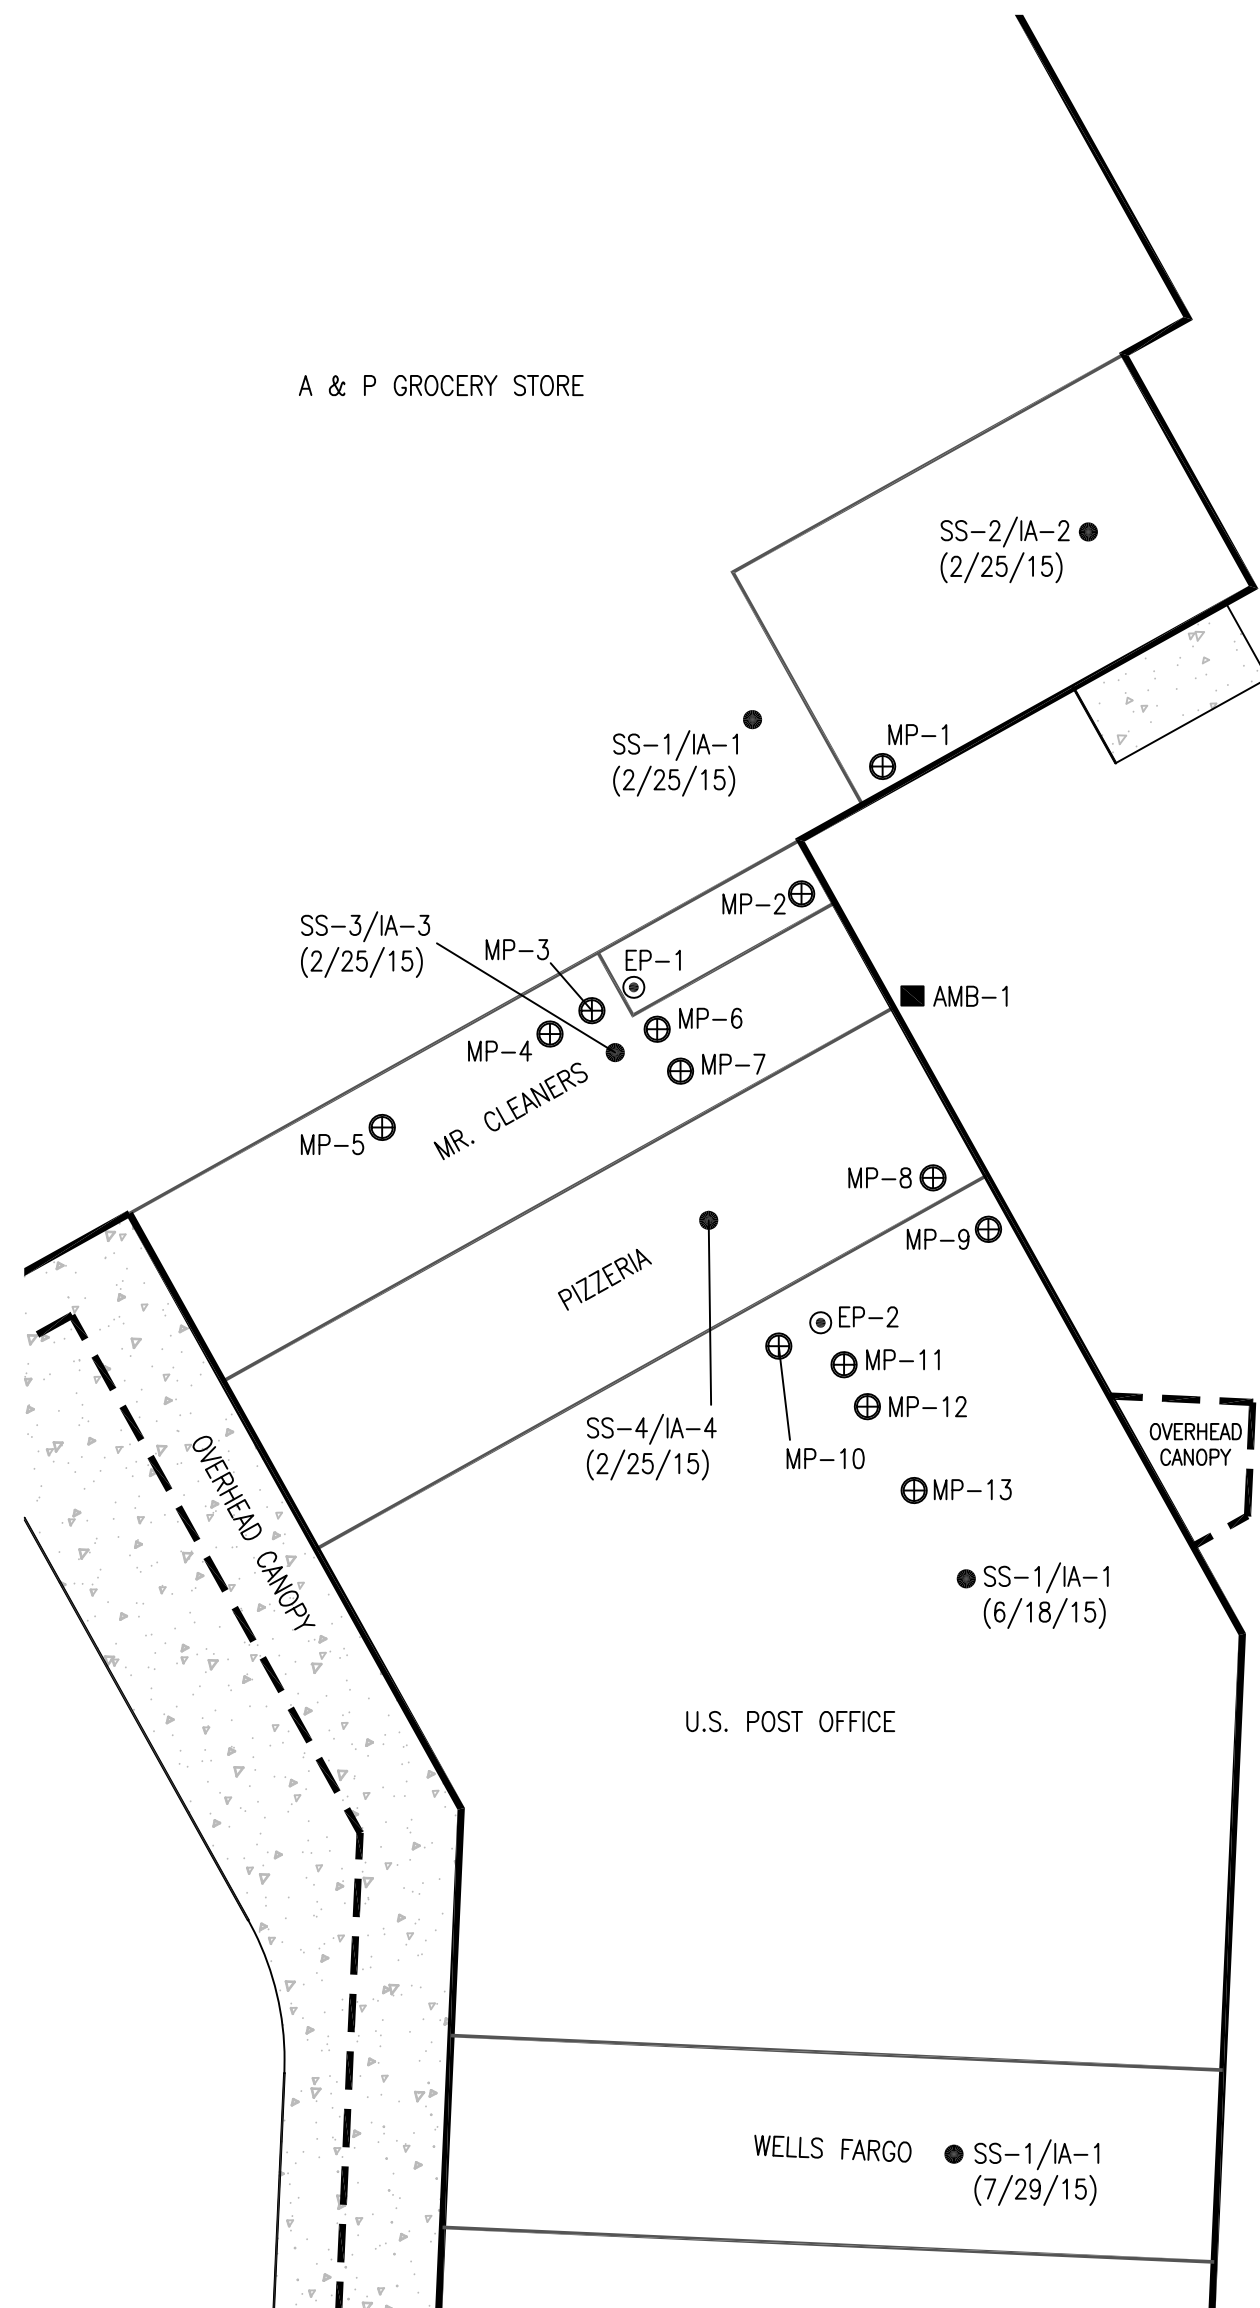 A & P GROCERY STORE
SS-2/IA-2
(2/25/15)
MP-1
SS-1/IA-1
(2/25/15)
MP-2
SS-3/IA-3
(2/25/15)
MP-3
EP-1
AMB-1
MP-6
MP-4
MP-7
MR. CLEANERS
MP-5
MP-8
MP-9
PIZZERIA
EP-2
MP-11
MP-12
SS-4/IA-4
(2/25/15)
MP-10
OVERHEAD
CANOPY
OVERHEAD CANOPY
MP-13
SS-1/IA-1
(6/18/15)
U.S. POST OFFICE
WELLS FARGO
SS-1/IA-1
(7/29/15)